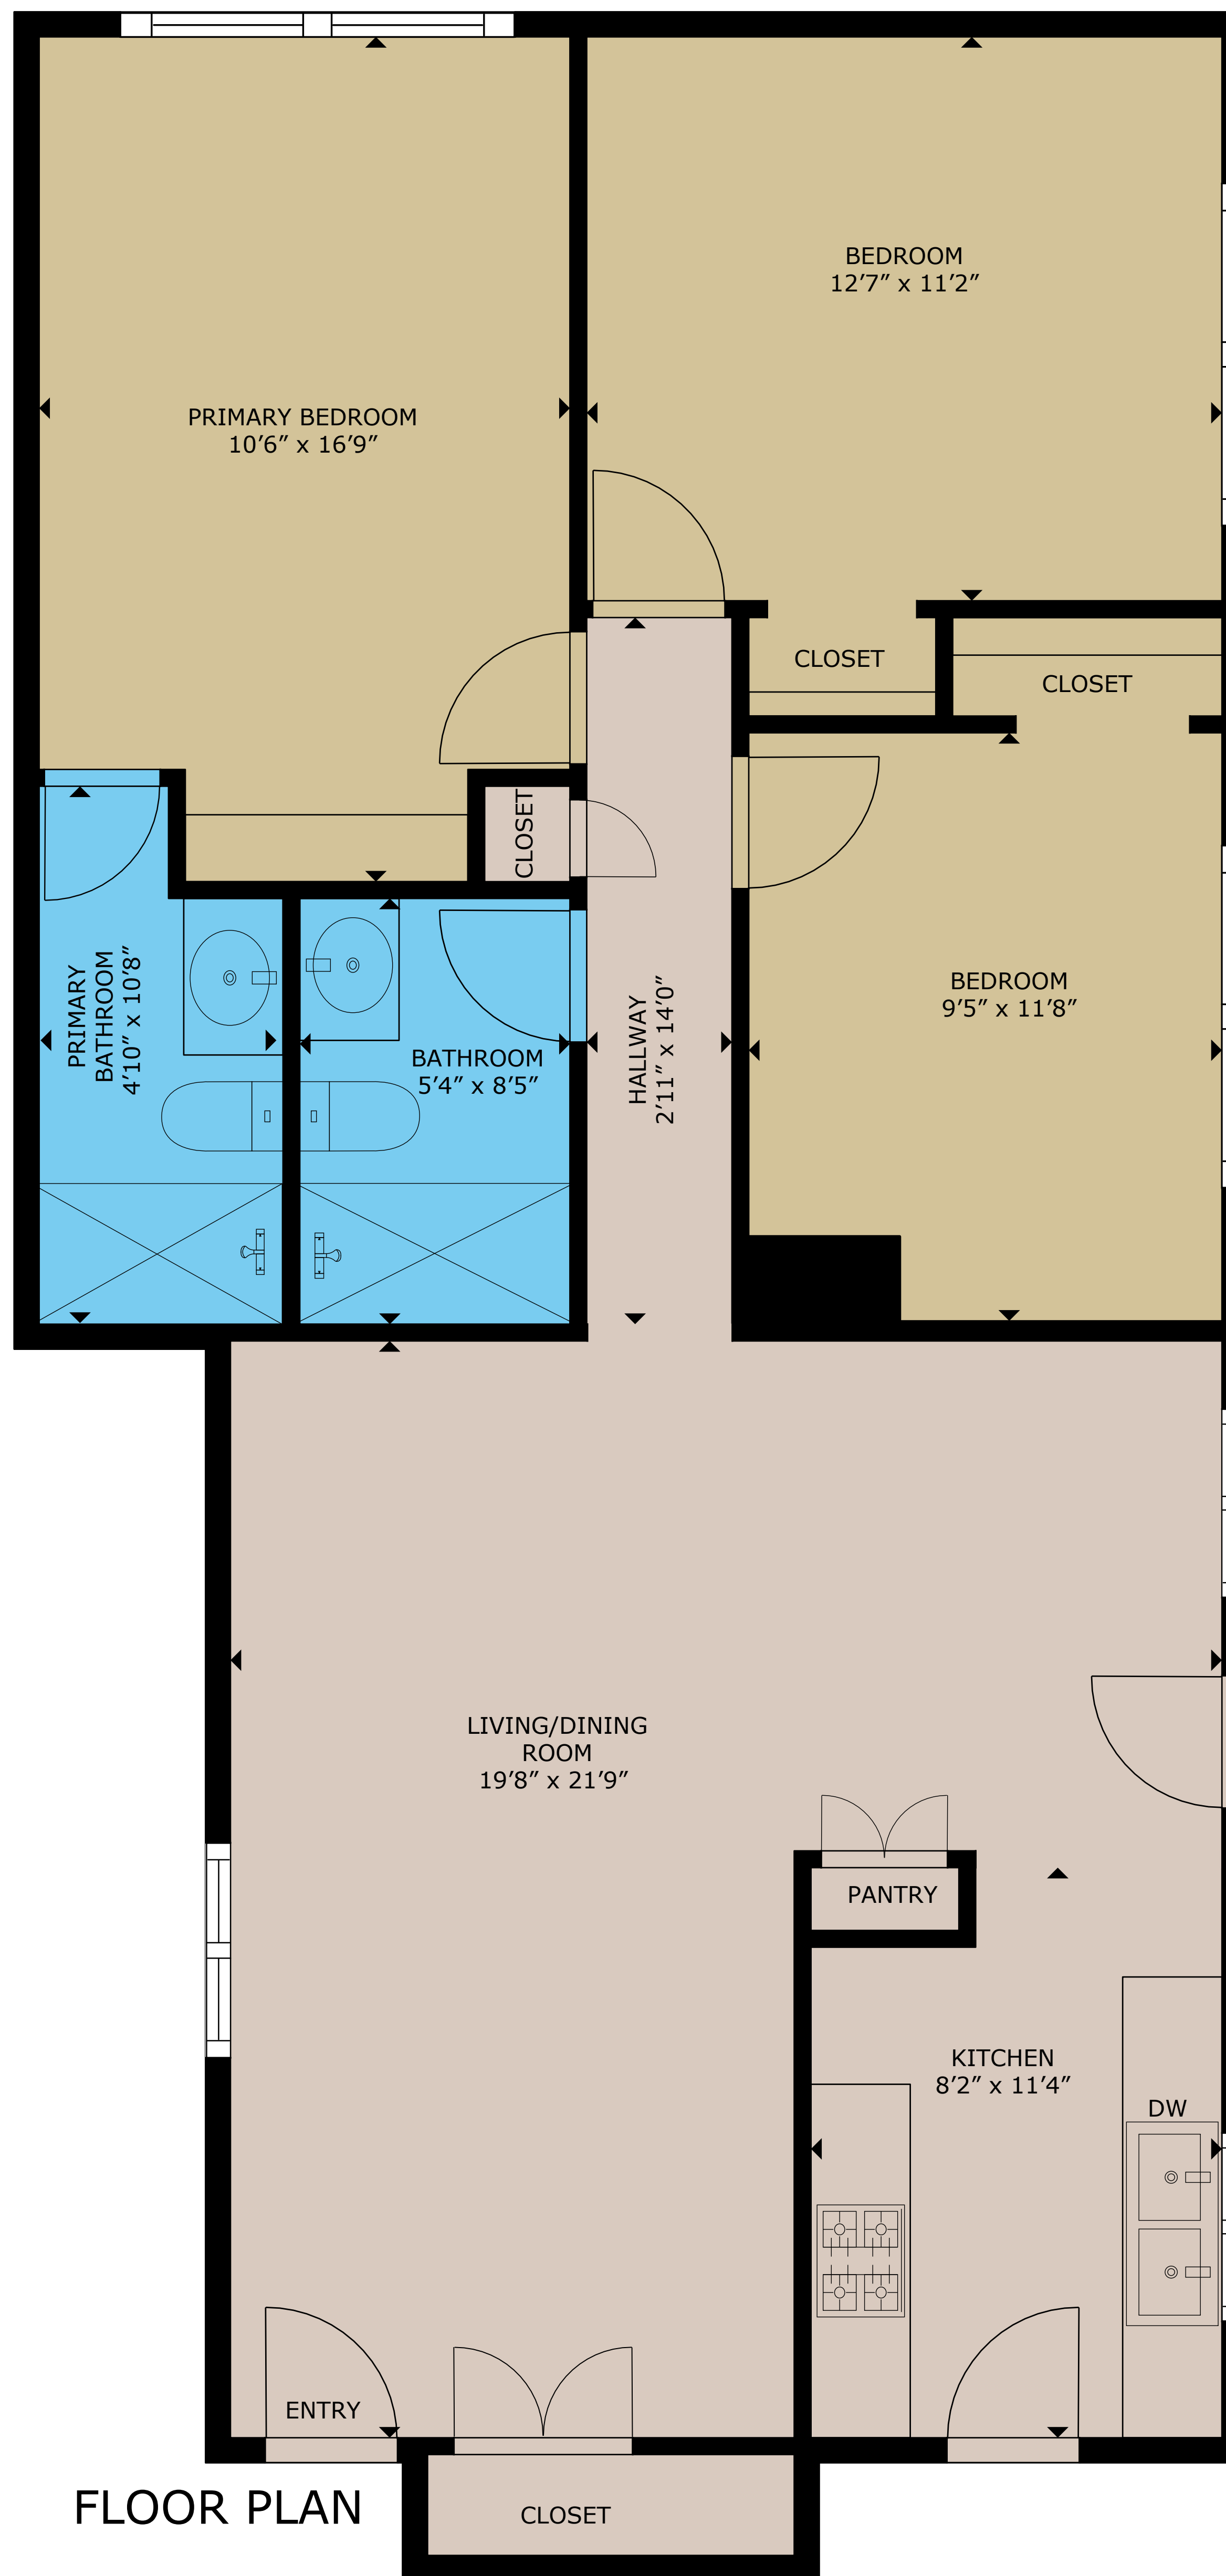 BEDROOM
12'7" x 11'2"
PRIMARY BEDROOM
10'6" x 16'9"
CLOSET
CLOSET
CLOSET
PRIMARY
BATHROOM
4'10" x 10'8"
BATHROOM
5'4" x 8'5"
HALLWAY
2'11" x 14'0"
BEDROOM
9'5" x 11'8"
LIVING/DINING
ROOM
19'8" x 21'9"
PANTRY
KITCHEN
8'2" x 11'4"
DW
ENTRY
CLOSET
FLOOR PLAN